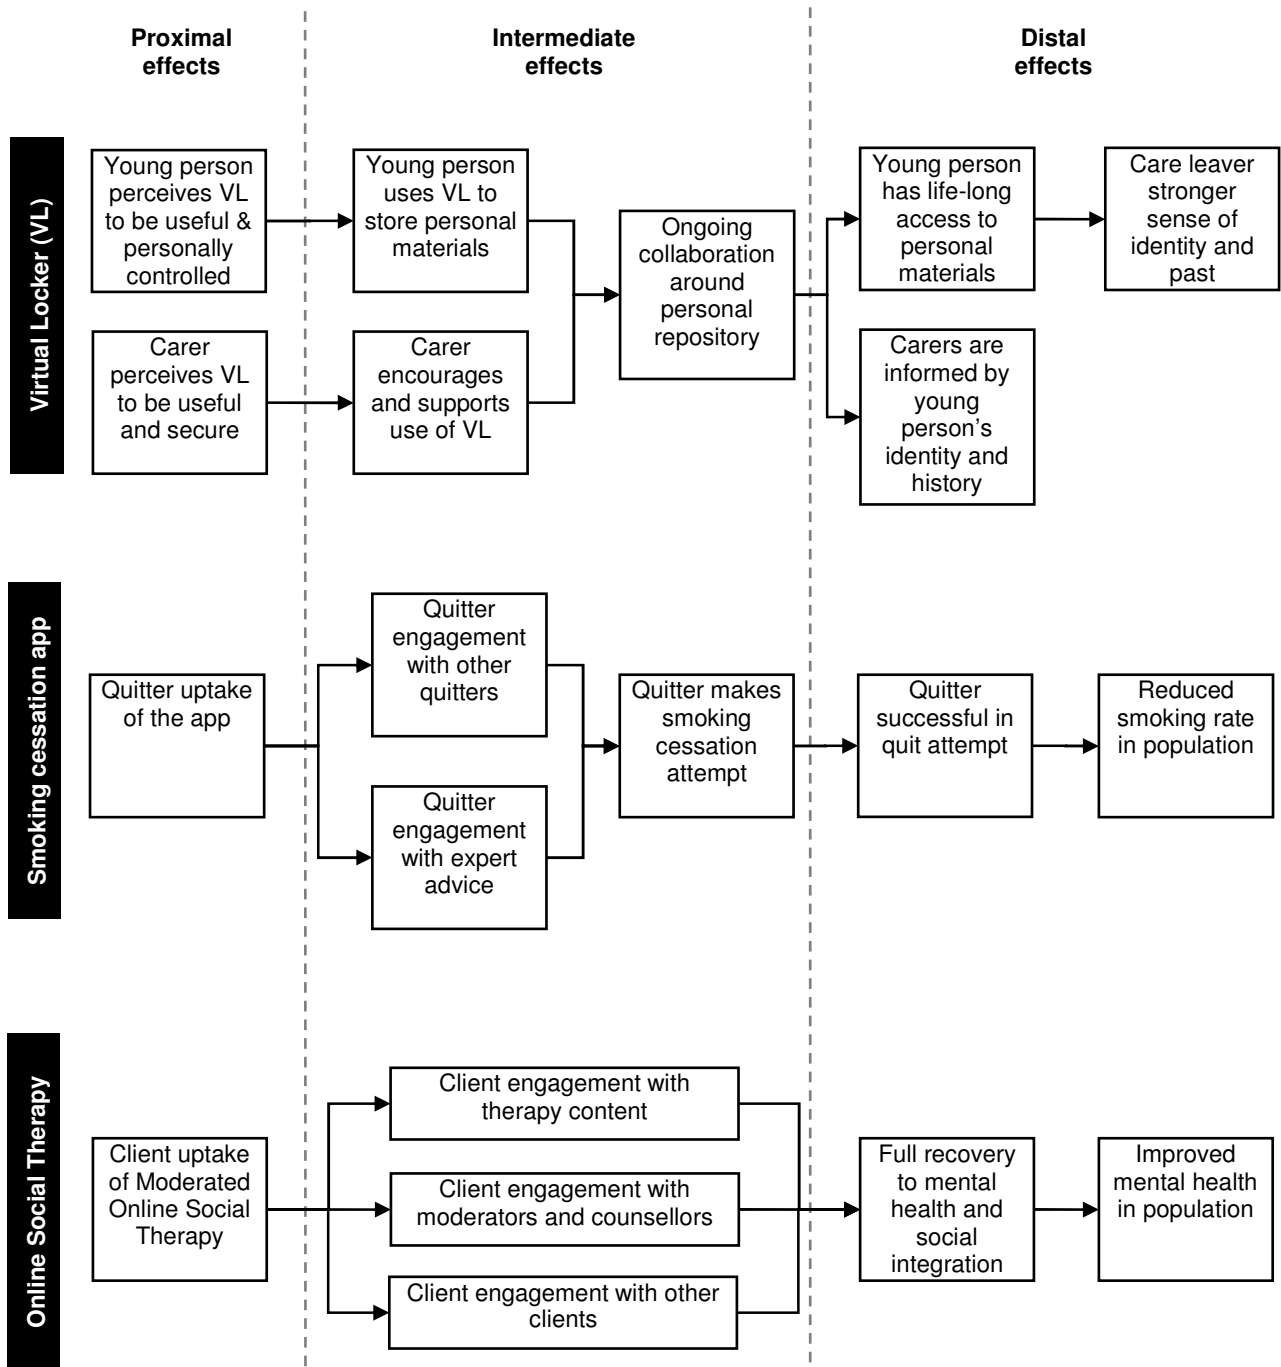 Proximal
effects
Intermediate
effects
Distal
effects
Virtual Locker (VL)
Young person
perceives VL
to be useful &
personally
controlled
Young person
uses VL to
store personal
materials
Carer
perceives VL
to be useful
and secure
Carer
encourages
and supports
use of VL
Ongoing
collaboration
around
personal
repository
Young person
has life-long
access to
personal
materials
Care leaver
stronger
sense of
identity and
past
Carers are
informed by
young
person's
identity and
history
Smoking cessation app
Quitter uptake
of the app
Quitter
engagement
with other
quitters
Quitter
engagement
with expert
advice
Quitter makes
smoking
cessation
attempt
Quitter
successful in
quit attempt
Reduced
smoking rate
in population
Online Social Therapy
Client uptake
of Moderated
Online Social
Therapy
Client engagement with
therapy content
Client engagement with
moderators and counsellors
Client engagement with other
clients
Full recovery
to mental
health and
social
integration
Improved
mental health
in population